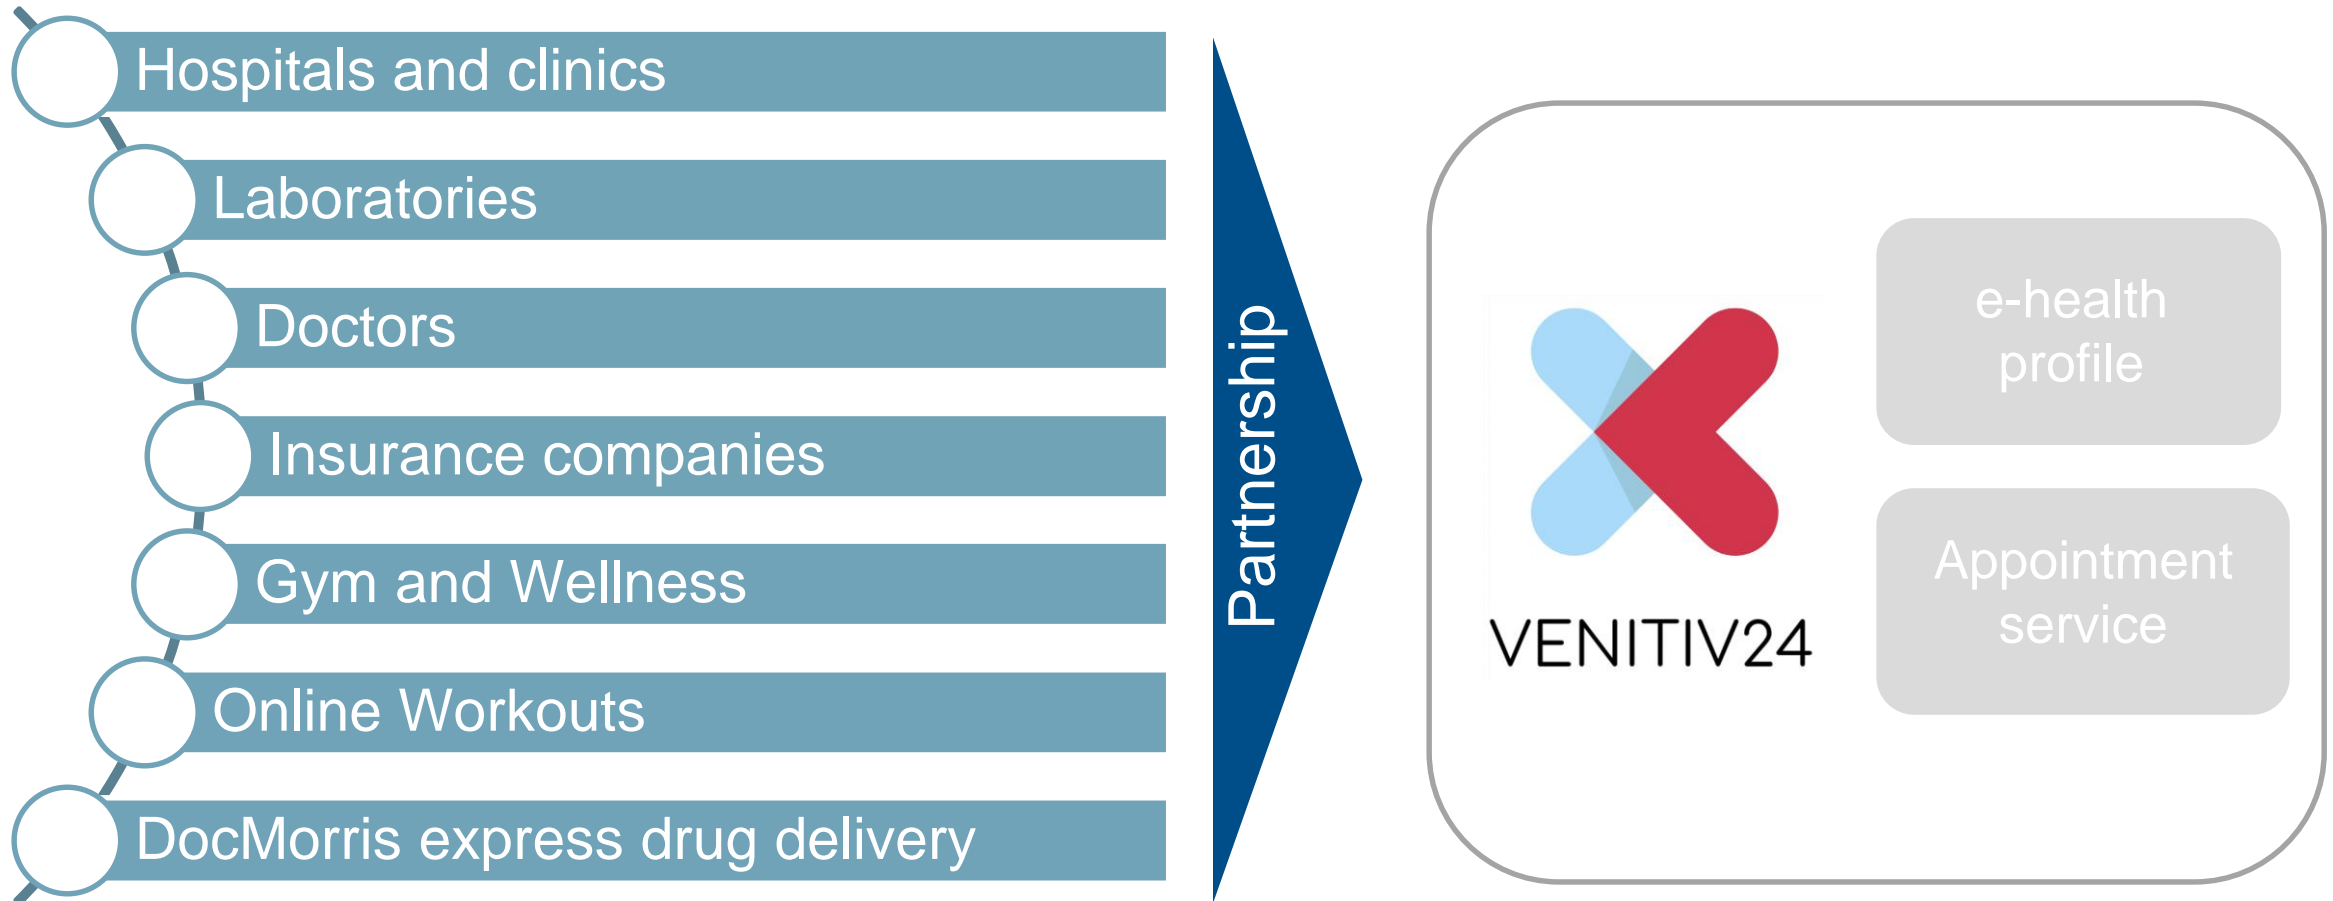 Hospitals and clinics
Laboratories
Doctors
Insurance companies
Gym and Wellness
Online Workouts
DocMorris express drug delivery
Partnership
VENITIV24
e-health
profile
Appointment
service